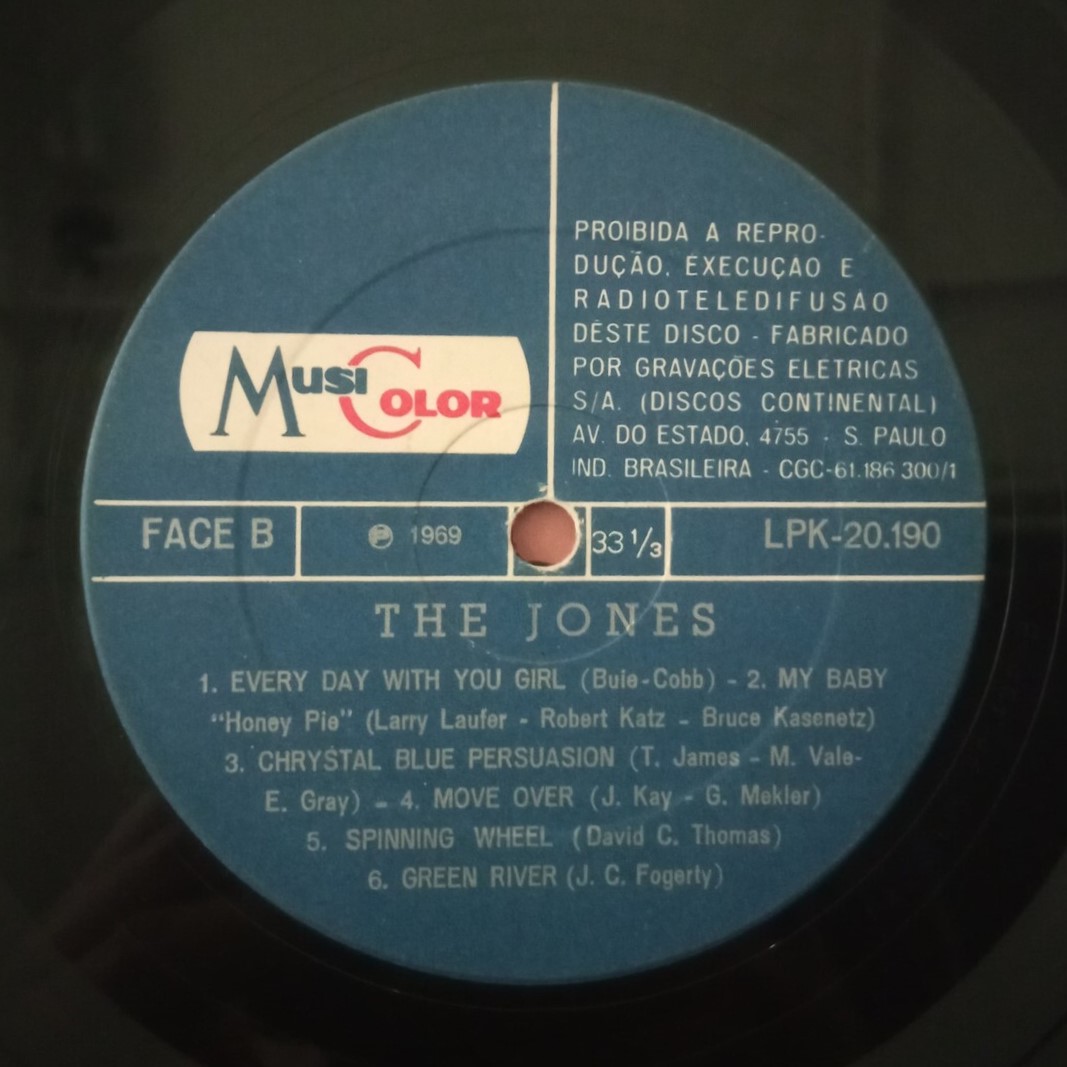 PROIBIDA A REPRO-
DUÇÃO, EXECUÇAO E
RADIOTELEDIFUSÃO
DÊSTE DISCO - FABRICADO
POR GRAVAÇÕES ELETRICAS
S/A. (DISCOS CONTINENTAL)
AV. DO ESTADO, 4755 - S. PAULO
IND. BRASILEIRA - CGC-61.186 300/1
MUSICOLOR
FACE B ℗ 1969 33 1/3 LPK-20.190
THE JONES
1. EVERY DAY WITH YOU GIRL (Buie-Cobb) - 2. MY BABY
"Honey Pie" (Larry Laufer - Robert Katz - Bruce Kasenetz)
3. CHRYSTAL BLUE PERSUASION (T. James - M. Vale-
E. Gray) - 4. MOVE OVER (J. Kay - G. Mekler)
5. SPINNING WHEEL (David C. Thomas)
6. GREEN RIVER (J. C. Fogerty)